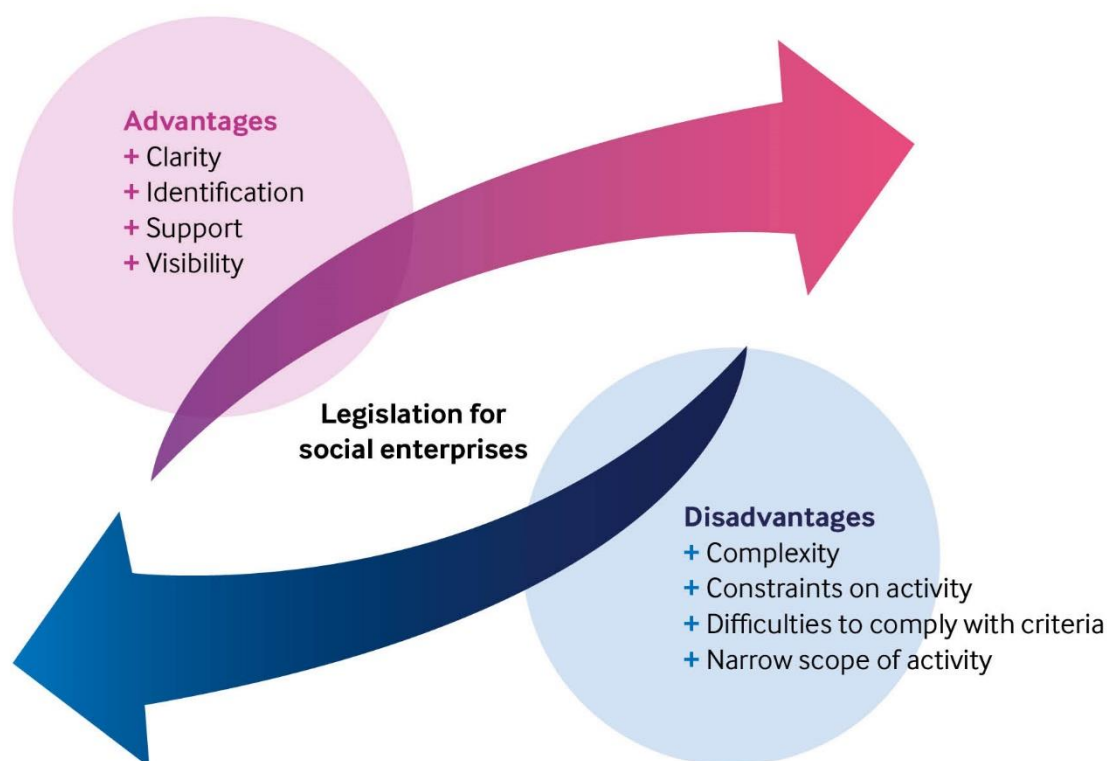 Advantages
+ Clarity
+ Identification
+ Support
+ Visibility
Legislation for
social enterprises
Disadvantages
+ Complexity
+ Constraints on activity
+ Difficulties to comply with criteria
+ Narrow scope of activity